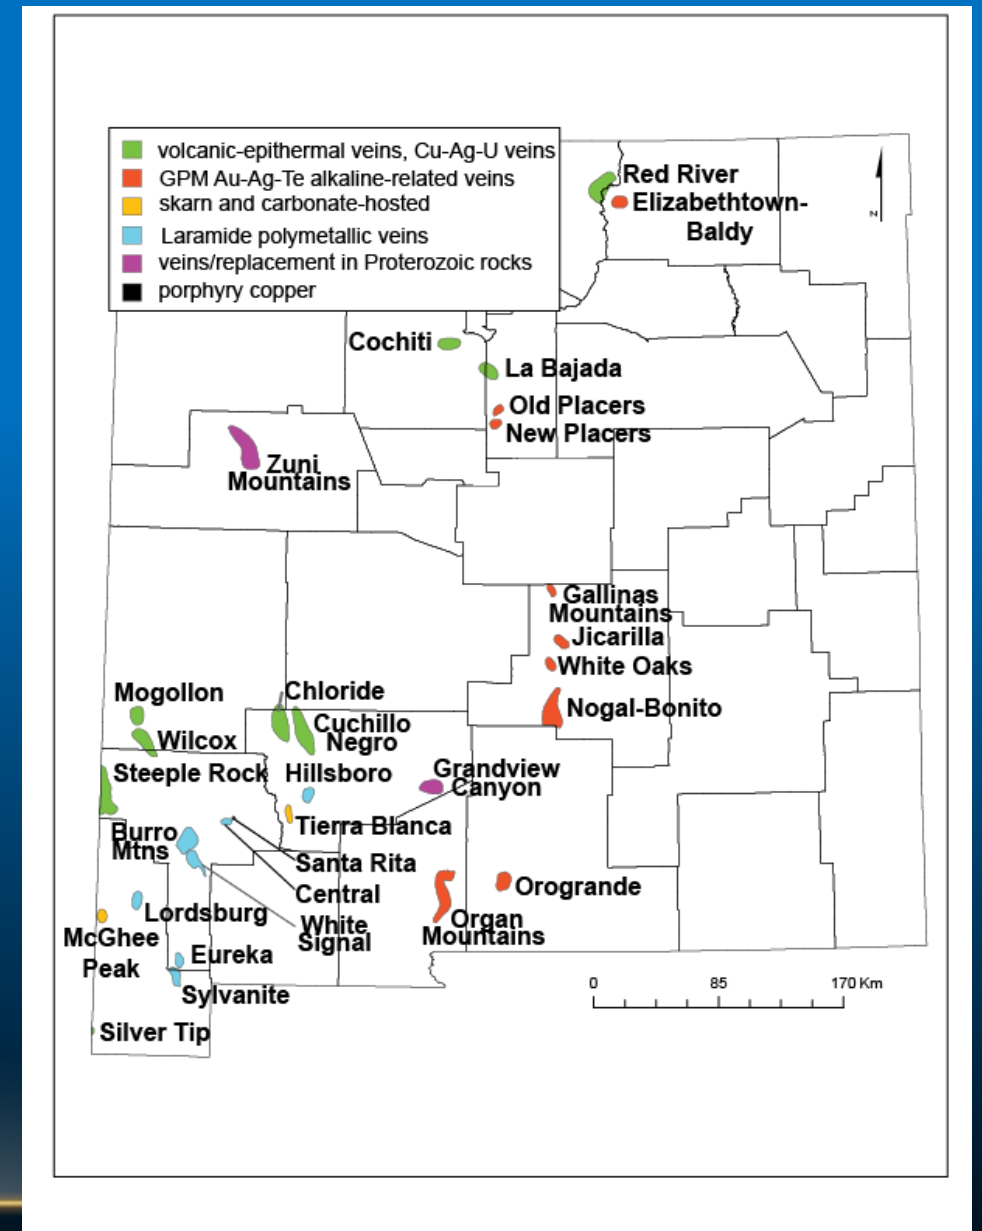 volcanic-epithermal veins, Cu-Ag-U veins
GPM Au-Ag-Te alkaline-related veins
skarn and carbonate-hosted
Laramide polymetallic veins
veins/replacement in Proterozoic rocks
porphyry copper
N
Red River
Elizabethtown-
Baldy
Cochiti
La Bajada
Old Placers
New Placers
Zuni
Mountains
Gallinas
Mountains
Jicarilla
White Oaks
Nogal-Bonito
Mogollon
Chloride
Cuchillo
Negro
Wilcox
Steeple Rock
Hillsboro
Grandview
Canyon
Tierra Blanca
Burro
Mtns
Santa Rita
Central
White
Signal
Orogrande
Organ
Mountains
Lordsburg
McGhee
Peak
Eureka
Sylvanite
Silver Tip
0 85 170 Km